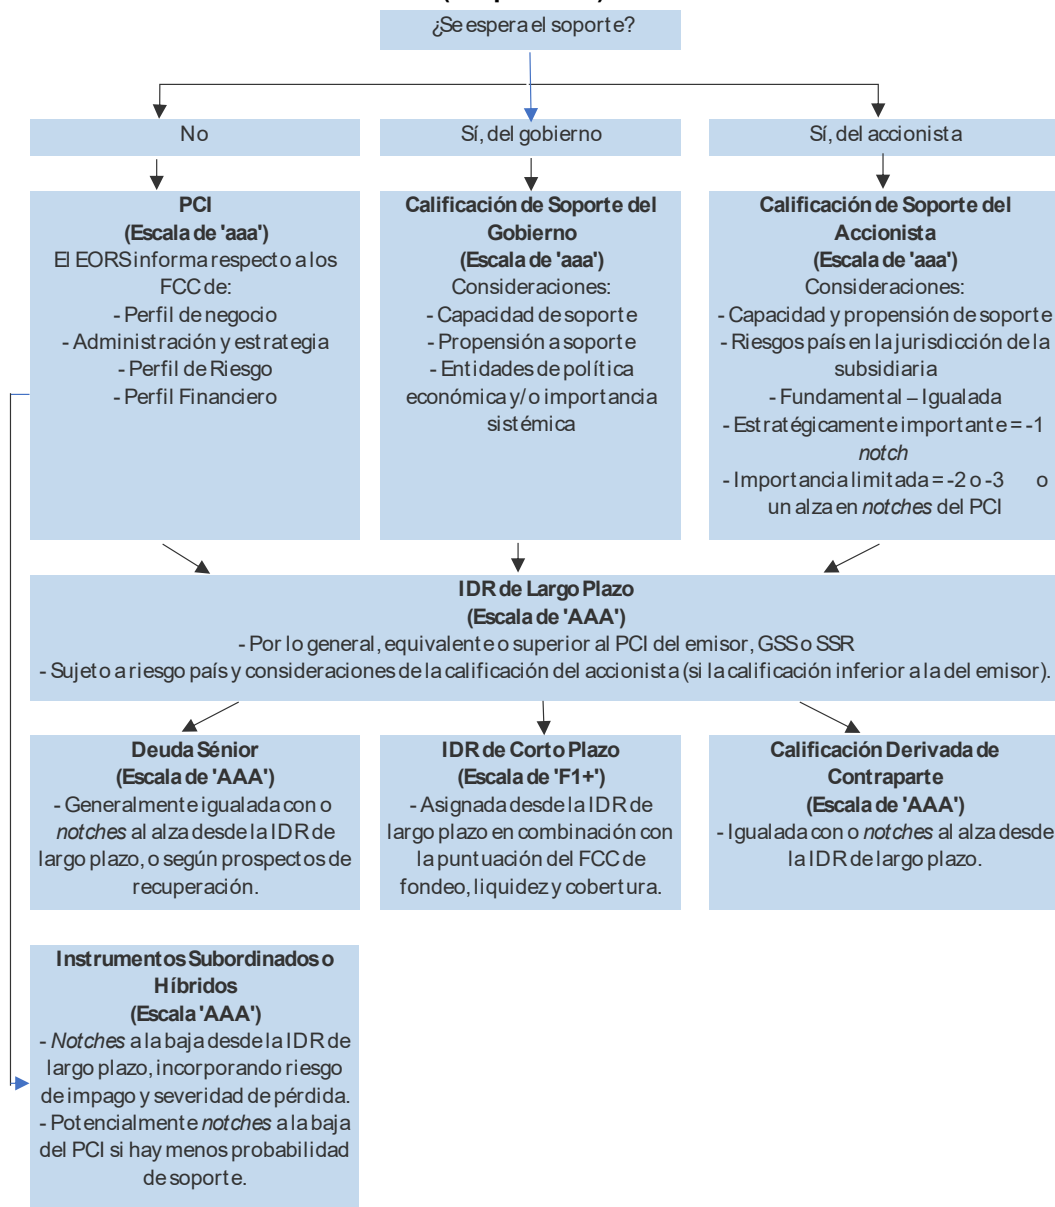 ¿Se espera el soporte?
No
Sí, del gobierno
Sí, del accionista
PCI
(Escala de 'aaa')
El EORS informa respecto a los
FCC de:
- Perfil de negocio
- Administración y estrategia
- Perfil de Riesgo
- Perfil Financiero
Calificación de Soporte del
Gobierno
(Escala de 'aaa')
Consideraciones:
- Capacidad de soporte
- Propensión a soporte
- Entidades de política
económica y/o importancia
sistémica
Calificación de Soporte del
Accionista
(Escala de 'aaa')
Consideraciones:
- Capacidad y propensión de soporte
- Riesgos país en la jurisdicción de la
subsidiaria
- Fundamental – Igualada
- Estratégicamente importante = -1
notch
- Importancia limitada = -2 o -3 o
un alza en notches del PCI
IDR de Largo Plazo
(Escala de 'AAA')
- Por lo general, equivalente o superior al PCI del emisor, GSS o SSR
- Sujeto a riesgo país y consideraciones de la calificación del accionista (si la calificación inferior a la del emisor).
Deuda Sénior
(Escala de 'AAA')
- Generalmente igualada con o
notches al alza desde la IDR de
largo plazo, o según prospectos de
recuperación.
IDR de Corto Plazo
(Escala de 'F1+')
- Asignada desde la IDR de
largo plazo en combinación con
la puntuación del FCC de
fondeo, liquidez y cobertura.
Calificación Derivada de
Contraparte
(Escala de 'AAA')
- Igualada con o notches al alza desde
la IDR de largo plazo.
Instrumentos Subordinados o
Híbridos
(Escala 'AAA')
- Notches a la baja desde la IDR de
largo plazo, incorporando riesgo
de impago y severidad de pérdida.
- Potencialmente notches a la baja
del PCI si hay menos probabilidad
de soporte.